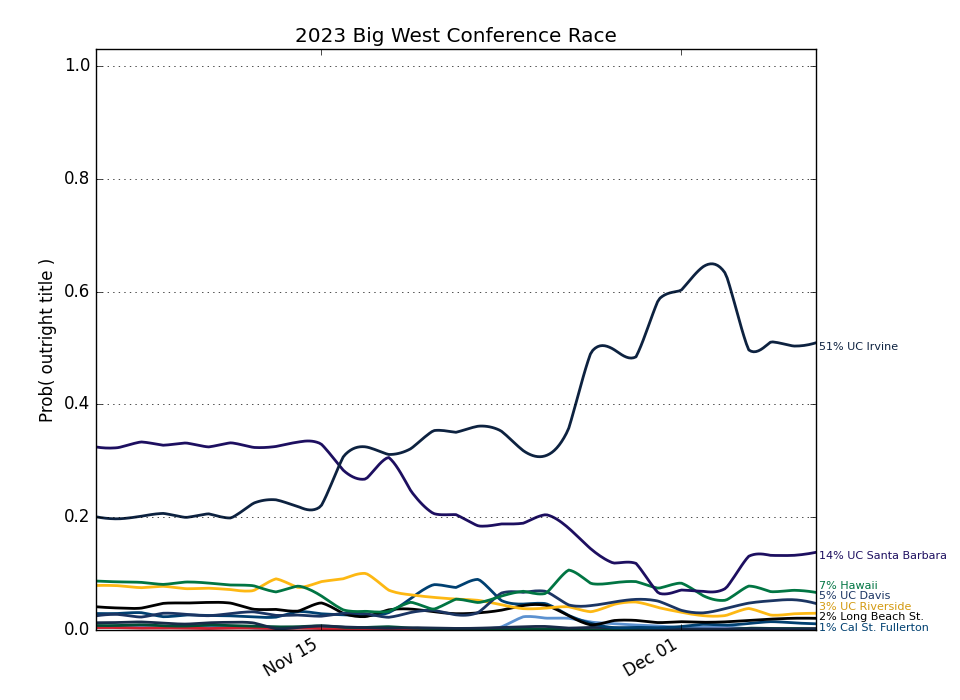 2023 Big West Conference Race
Prob( outright title )
1.0
0.8
0.6
0.4
0.2
0.0
51% UC Irvine
14% UC Santa Barbara
7% Hawaii
5% UC Davis
3% UC Riverside
2% Long Beach St.
1% Cal St. Fullerton
Nov 15
Dec 01